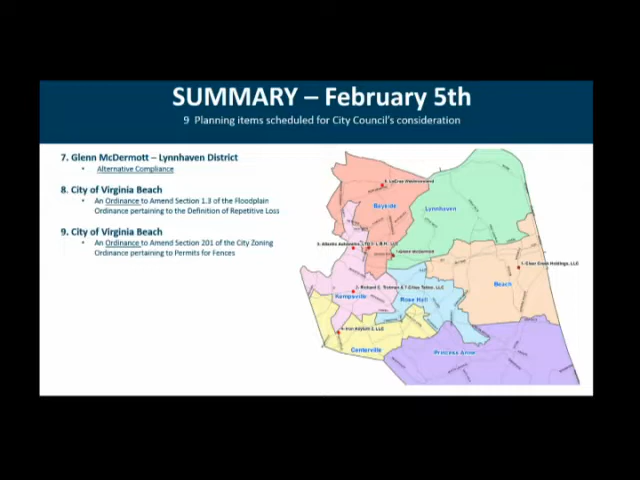 SUMMARY – February 5th
9 Planning items scheduled for City Council's consideration
7. Glenn McDermott – Lynnhaven District
• Alternative Compliance
8. City of Virginia Beach
• An Ordinance to Amend Section 1.3 of the Floodplain
Ordinance pertaining to the Definition of Repetitive Loss
9. City of Virginia Beach
• An Ordinance to Amend Section 201 of the City Zoning
Ordinance pertaining to Permits for Fences
Bayside
Lynnhaven
Kempsville
Rose Hall
Beach
Centerville
Princess Anne